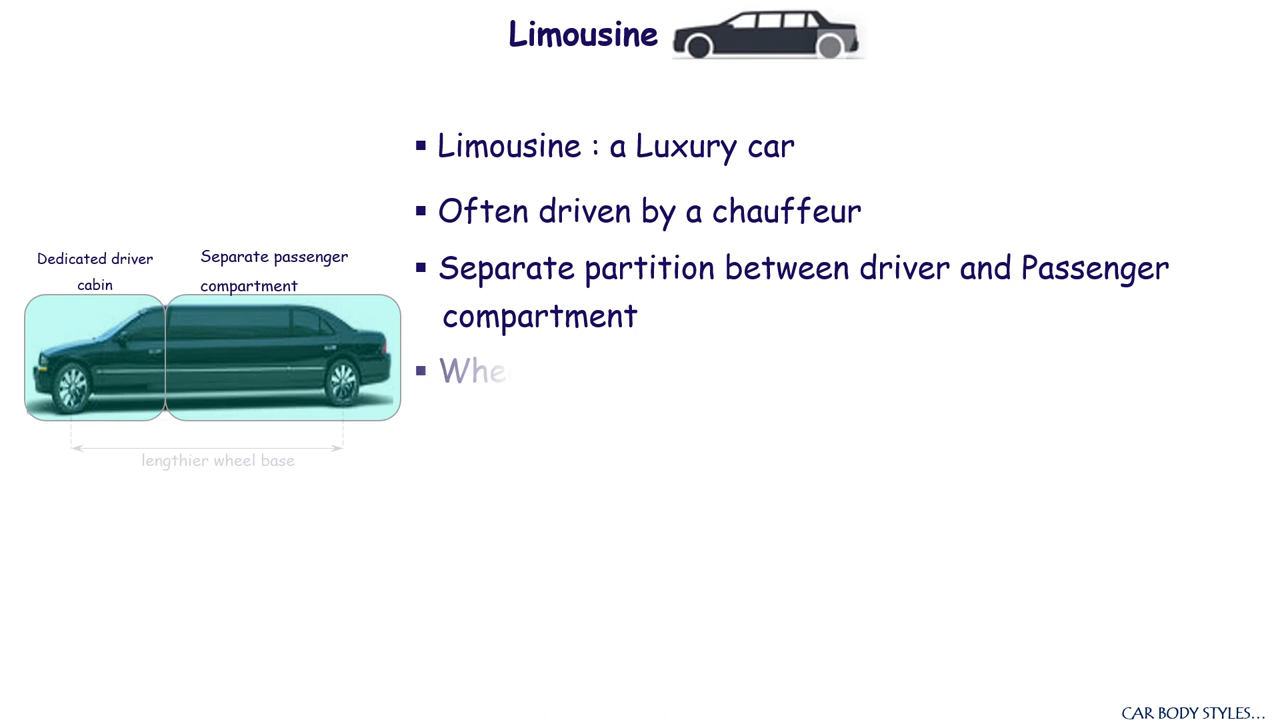 Limousine
▪ Limousine : a Luxury car
▪ Often driven by a chauffeur
▪ Separate partition between driver and Passenger
compartment
▪ Whe
Dedicated driver
cabin
Separate passenger
compartment
lengthier wheel base
CAR BODY STYLES...